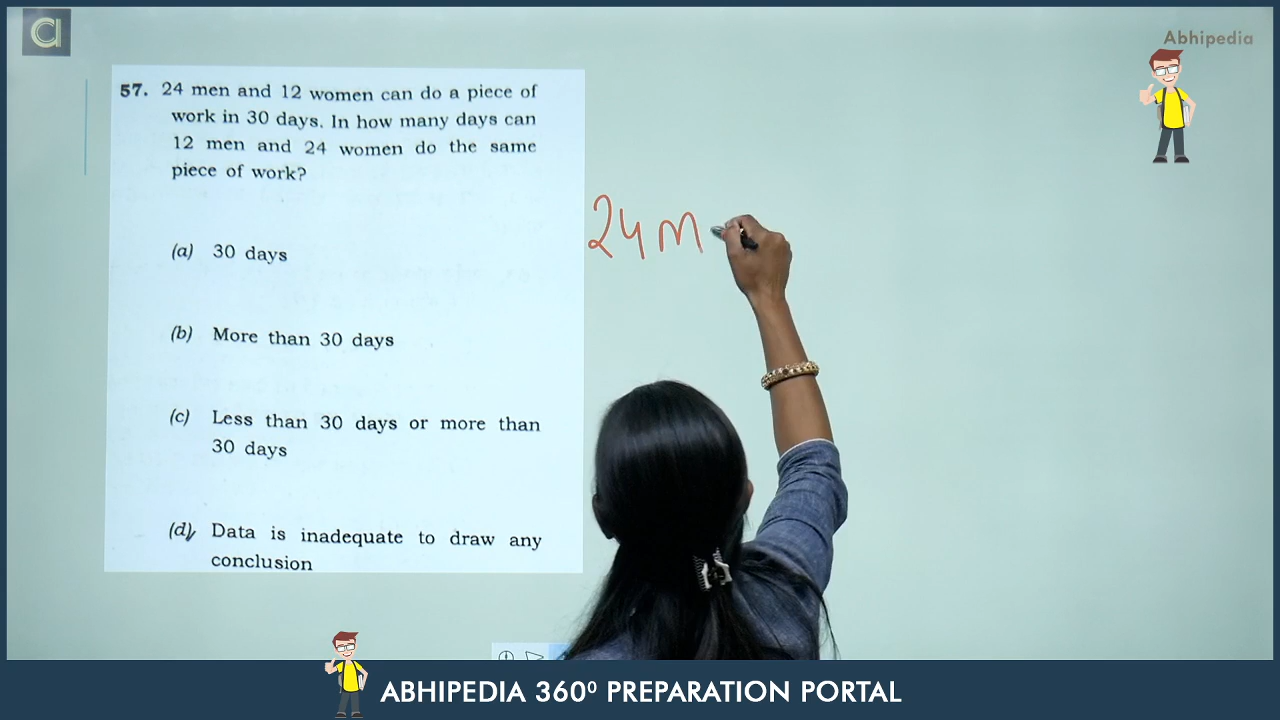 Abhipedia
57. 24 men and 12 women can do a piece of
work in 30 days. In how many days can
12 men and 24 women do the same
piece of work?
24 m
(a) 30 days
(b) More than 30 days
(c) Less than 30 days or more than
30 days
(d) Data is inadequate to draw any
conclusion
ABHIPEDIA 360⁰ PREPARATION PORTAL